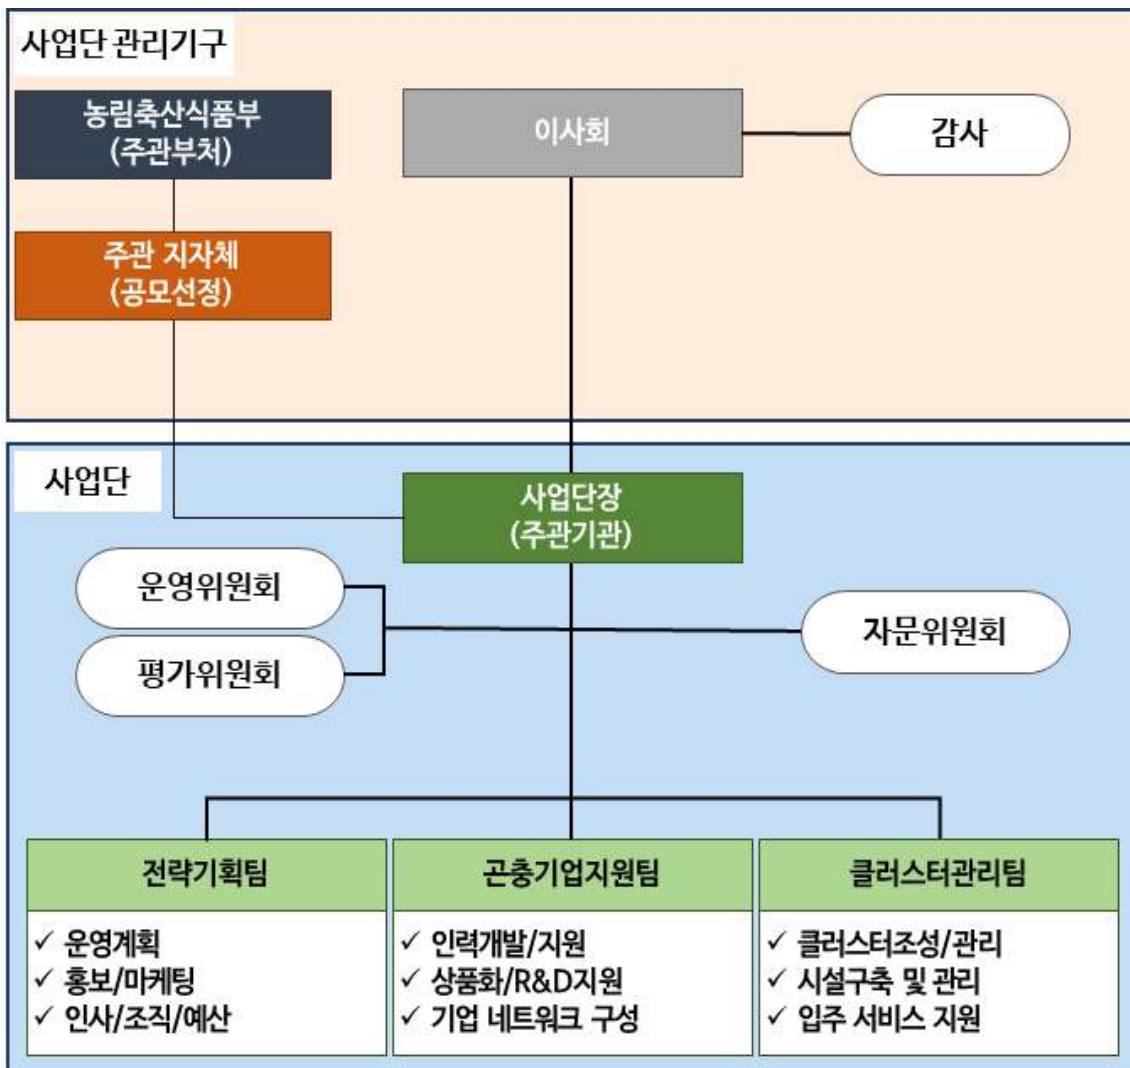 사업단 관리기구
농림축산식품부
(주관부처)
이사회
감사
주관 지자체
(공모선정)
사업단
사업단장
(주관기관)
운영위원회
평가위원회
자문위원회
전략기획팀
✓ 운영계획
✓ 홍보/마케팅
✓ 인사/조직/예산
곤충기업지원팀
✓ 인력개발/지원
✓ 상품화/R&D지원
✓ 기업 네트워크 구성
클러스터관리팀
✓ 클러스터조성/관리
✓ 시설구축 및 관리
✓ 입주 서비스 지원